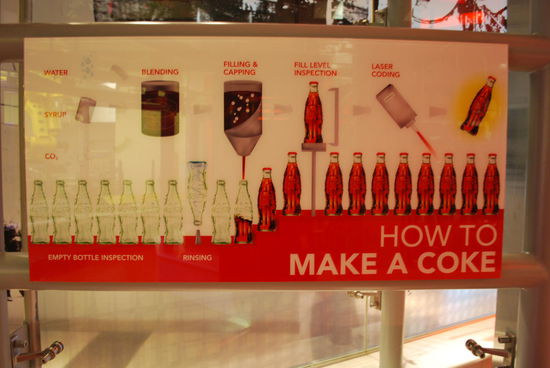 WATER
SYRUP
CO₂
BLENDING
FILLING &
CAPPING
FILL LEVEL
INSPECTION
LASER
CODING
EMPTY BOTTLE INSPECTION
RINSING
HOW TO
MAKE A COKE